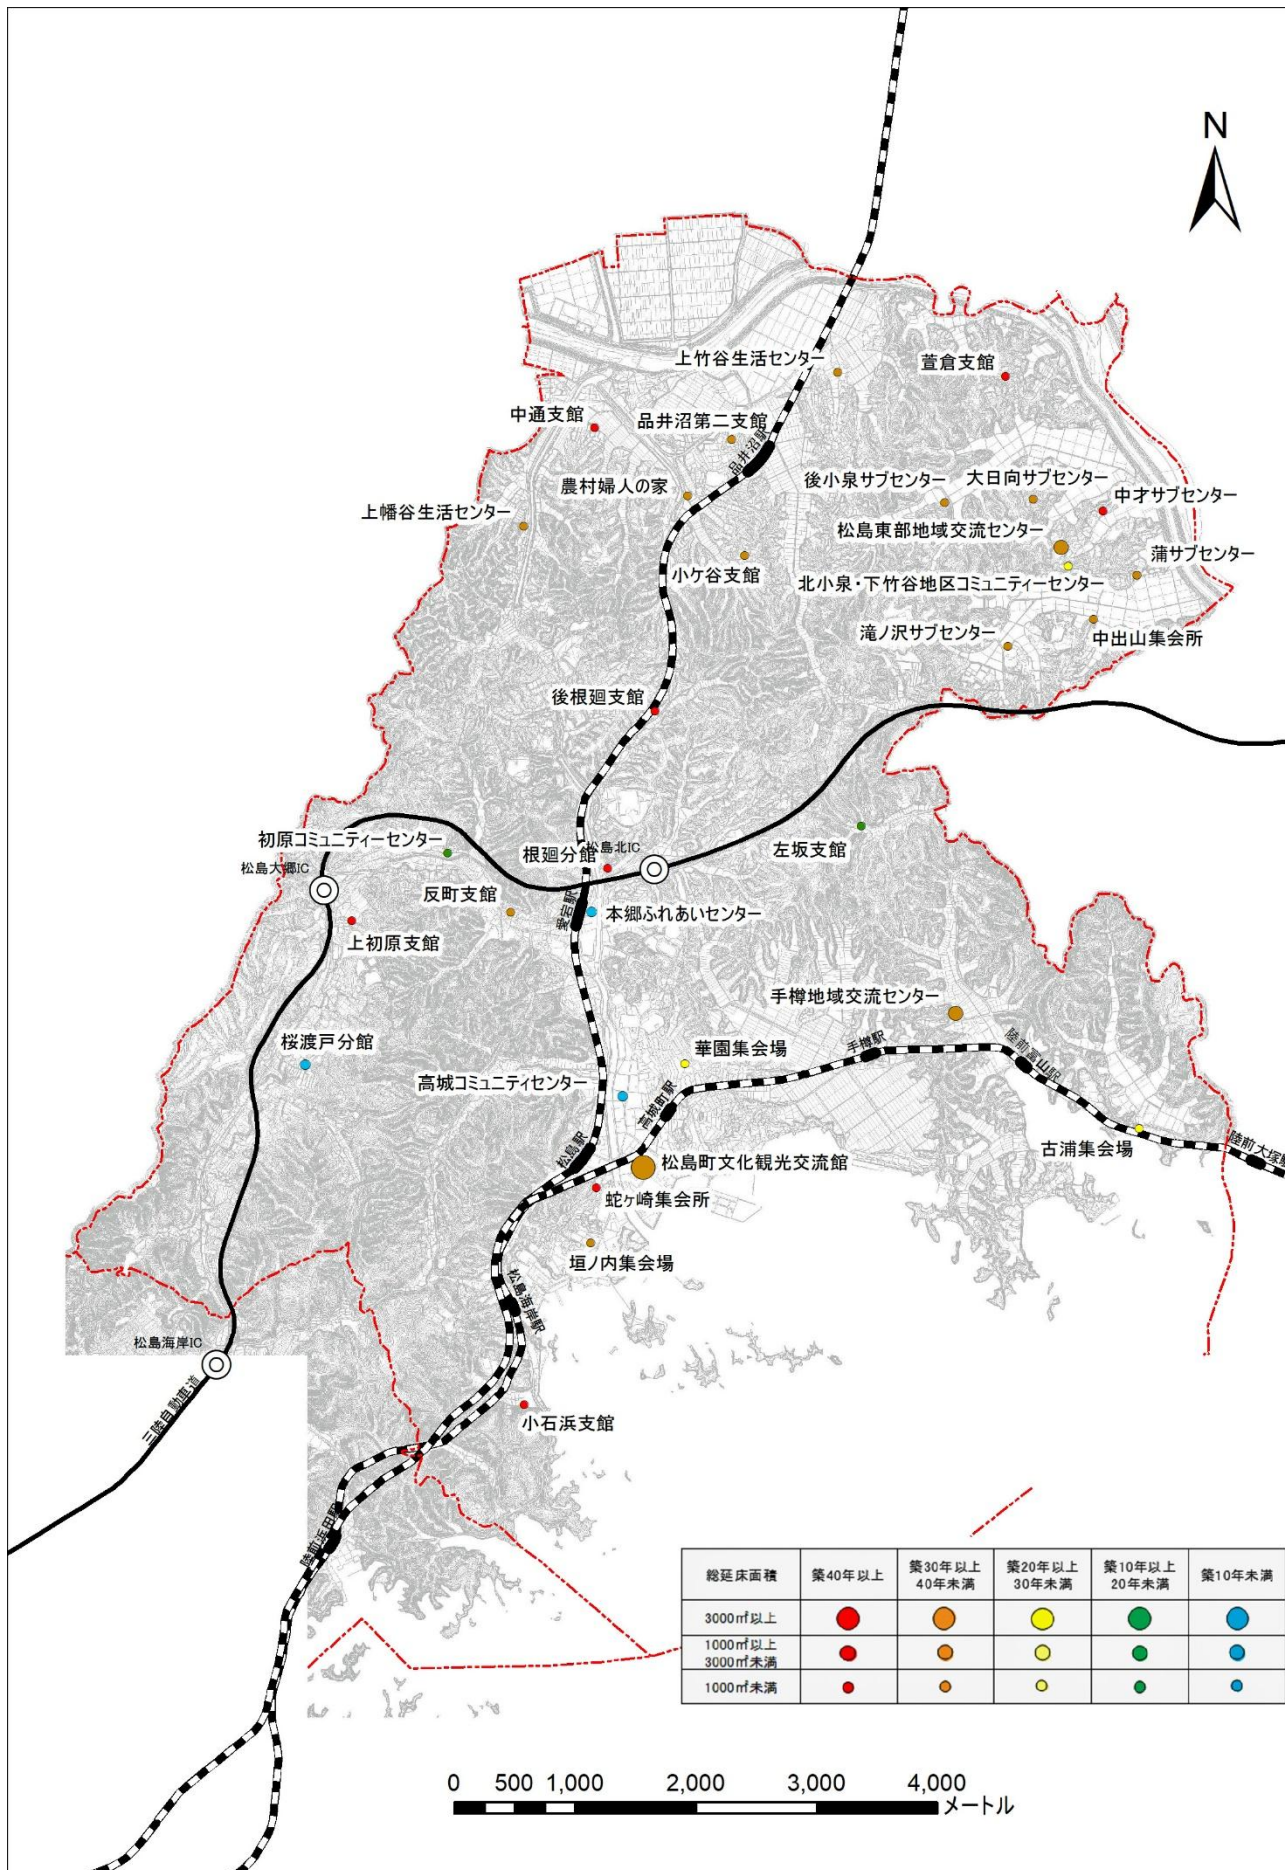 N
上竹谷生活センター
萱倉支館
中通支館
品井沼第二支館
品井沼駅
農村婦人の家
後小泉サブセンター
大日向サブセンター
中才サブセンター
上幡谷生活センター
松島東部地域交流センター
蒲サブセンター
小ケ谷支館
北小泉・下竹谷地区コミュニティーセンター
滝ノ沢サブセンター
中出山集会所
後根廻支館
初原コミュニティーセンター
根廻分館
松島北IC
左坂支館
松島大郷IC
反町支館
愛宕駅
本郷ふれあいセンター
上初原支館
手樽地域交流センター
桜渡戸分館
華園集会場
手樽駅
陸前富山駅
高城コミュニティセンター
高城町駅
松島駅
古浦集会場
陸前大塚駅
松島町文化観光交流館
蛇ヶ崎集会所
垣ノ内集会場
松島海岸駅
松島海岸IC
三陸自動車道
小石浜支館
陸前浜田駅
総延床面積 築40年以上 築30年以上 築20年以上 築10年以上 築10年未満
40年未満 30年未満 20年未満
3000㎡以上
1000㎡以上
3000㎡未満
1000㎡未満
0 500 1,000 2,000 3,000 4,000
メートル